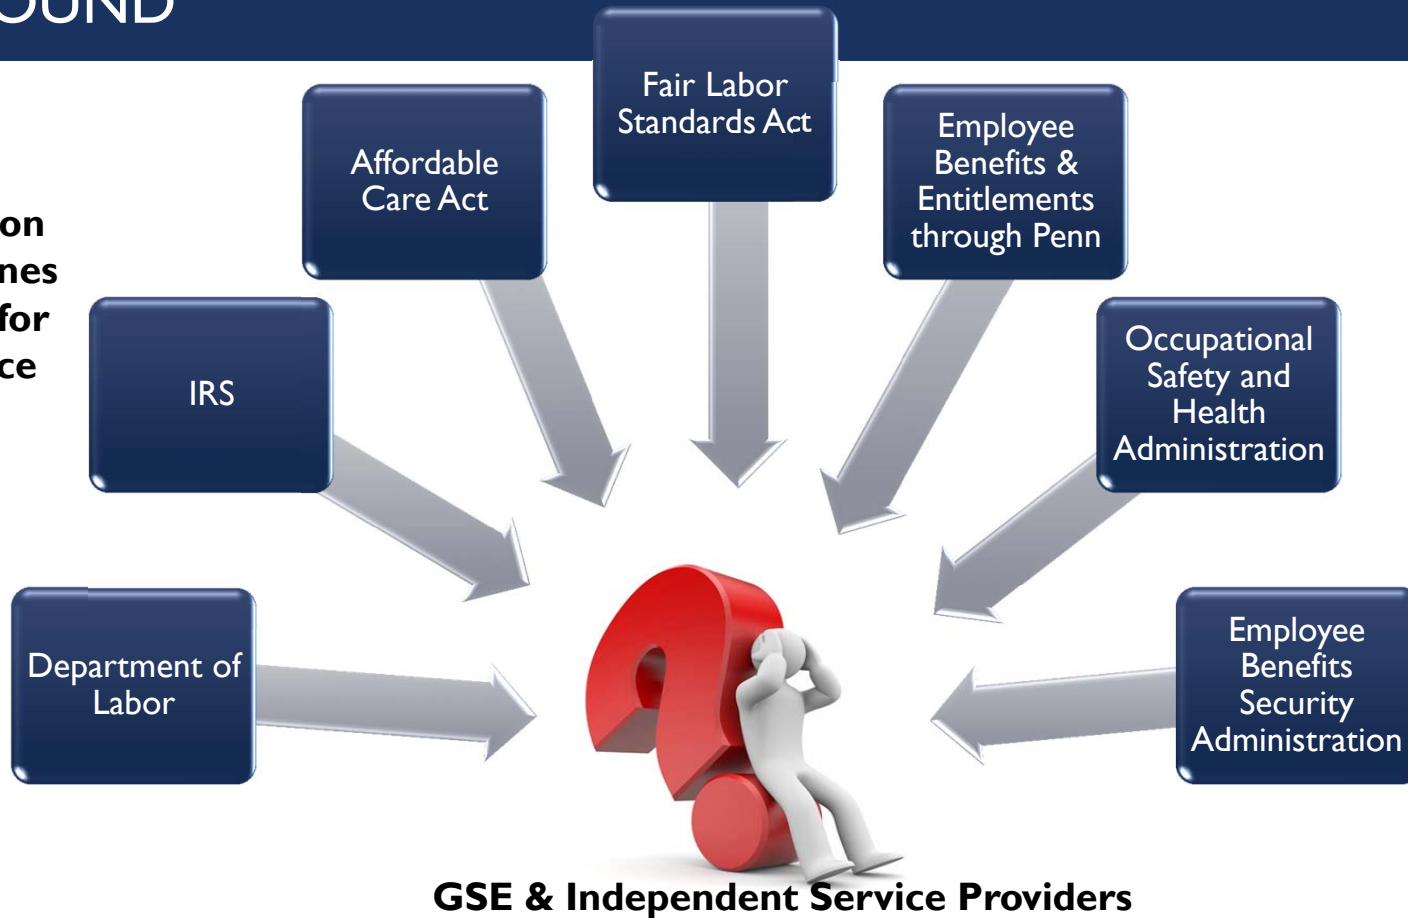 OUND
on
nes
for
ce
Department of
Labor
IRS
Affordable
Care Act
Fair Labor
Standards Act
Employee
Benefits &
Entitlements
through Penn
Occupational
Safety and
Health
Administration
Employee
Benefits
Security
Administration
GSE & Independent Service Providers